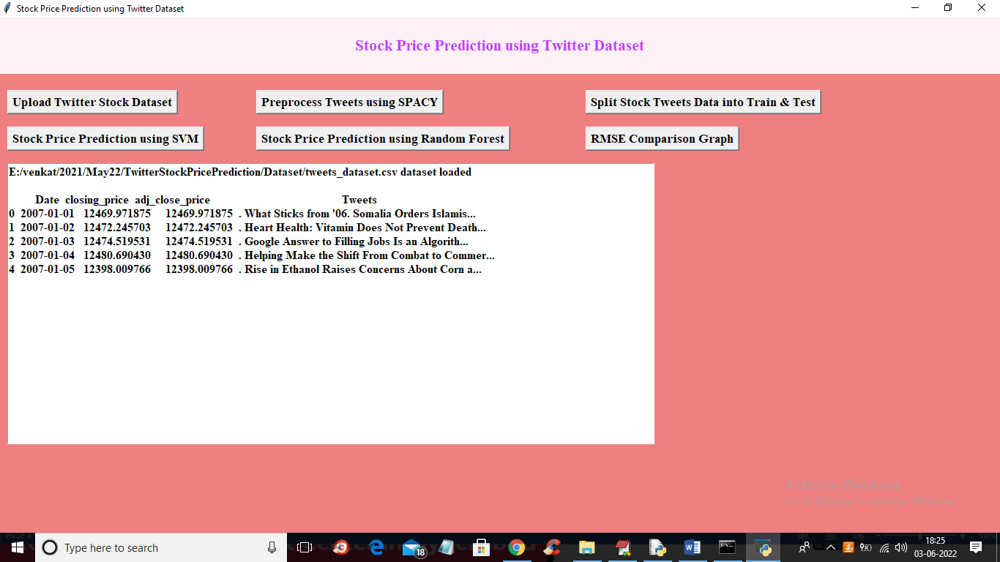 Stock Price Prediction using Twitter Dataset
Stock Price Prediction using Twitter Dataset
Upload Twitter Stock Dataset
Preprocess Tweets using SPACY
Split Stock Tweets Data into Train & Test
Stock Price Prediction using SVM
Stock Price Prediction using Random Forest
RMSE Comparison Graph
E:/venkat/2021/May22/TwitterStockPricePrediction/Dataset/tweets_dataset.csv dataset loaded
Date closing_price adj_close_price Tweets
0 2007-01-01 12469.971875 12469.971875 . What Sticks from '06. Somalia Orders Islamis...
1 2007-01-02 12472.245703 12472.245703 . Heart Health: Vitamin Does Not Prevent Death...
2 2007-01-03 12474.519531 12474.519531 . Google Answer to Filling Jobs Is an Algorith...
3 2007-01-04 12480.690430 12480.690430 . Helping Make the Shift From Combat to Commer...
4 2007-01-05 12398.009766 12398.009766 . Rise in Ethanol Raises Concerns About Corn a...
Activate Windows
Go to Settings to activate Windows.
PAGE 4
100%
Type here to search
18
18:25
03-06-2022